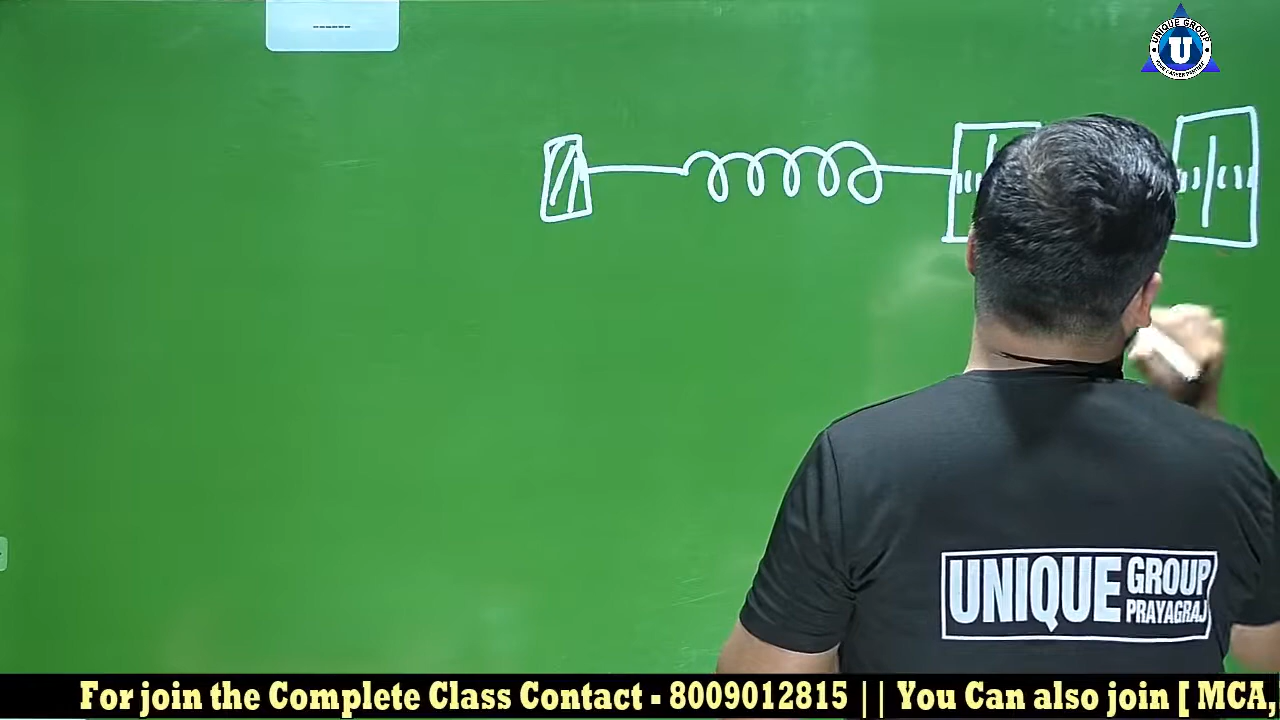 ------
UNIQUE GROUP
U
UNIQUE GROUP
PRAYAGRAJ
For join the Complete Class Contact - 8009012815 || You Can also join [ MCA,